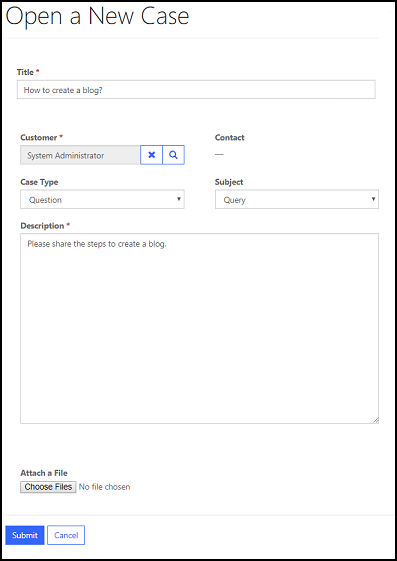 Open a New Case
Title *
How to create a blog?
Customer *
Contact
System Administrator
—
Case Type
Subject
Question
Query
Description *
Please share the steps to create a blog.
Attach a File
Choose Files No file chosen
Submit Cancel